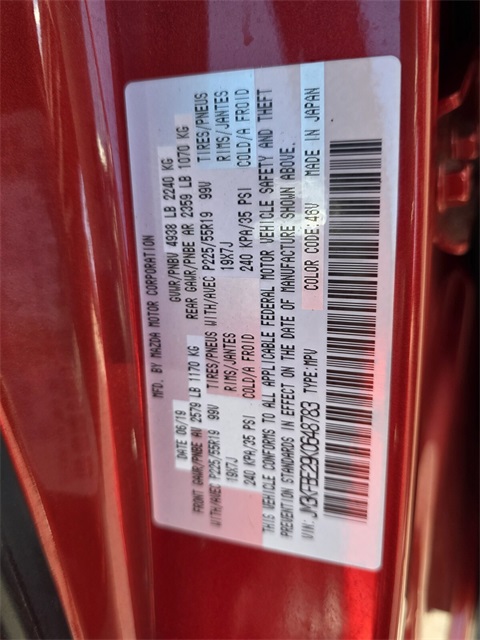 MFD. BY MAZDA MOTOR CORPORATION
DATE 06/19 GVWR/PNBV 4938 LB 2240 KG
FRONT GAWR/PNBE AV 2579 LB 1170 KG REAR GAWR/PNBE AR 2359 LB 1070 KG
WITH/AVEC P225/55R19 99V TIRES/PNEUS WITH/AVEC P225/55R19 99V TIRES/PNEUS
19X7J RIMS/JANTES 19X7J RIMS/JANTES
240 KPA/35 PSI COLD/A FROID 240 KPA/35 PSI COLD/A FROID
THIS VEHICLE CONFORMS TO ALL APPLICABLE FEDERAL MOTOR VEHICLE SAFETY AND THEFT
PREVENTION STANDARDS IN EFFECT ON THE DATE OF MANUFACTURE SHOWN ABOVE.
VIN: JM3KFBE29K0648783 TYPE:MPV COLOR CODE:46V MADE IN JAPAN